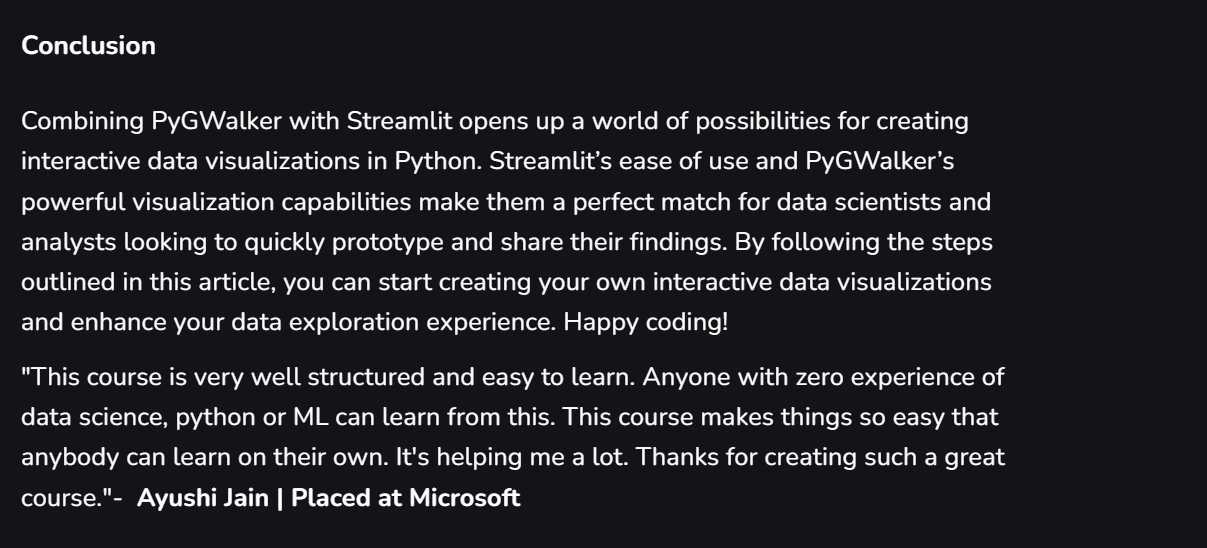 Conclusion
Combining PyGWalker with Streamlit opens up a world of possibilities for creating
interactive data visualizations in Python. Streamlit’s ease of use and PyGWalker’s
powerful visualization capabilities make them a perfect match for data scientists and
analysts looking to quickly prototype and share their findings. By following the steps
outlined in this article, you can start creating your own interactive data visualizations
and enhance your data exploration experience. Happy coding!
"This course is very well structured and easy to learn. Anyone with zero experience of
data science, python or ML can learn from this. This course makes things so easy that
anybody can learn on their own. It's helping me a lot. Thanks for creating such a great
course."- Ayushi Jain | Placed at Microsoft